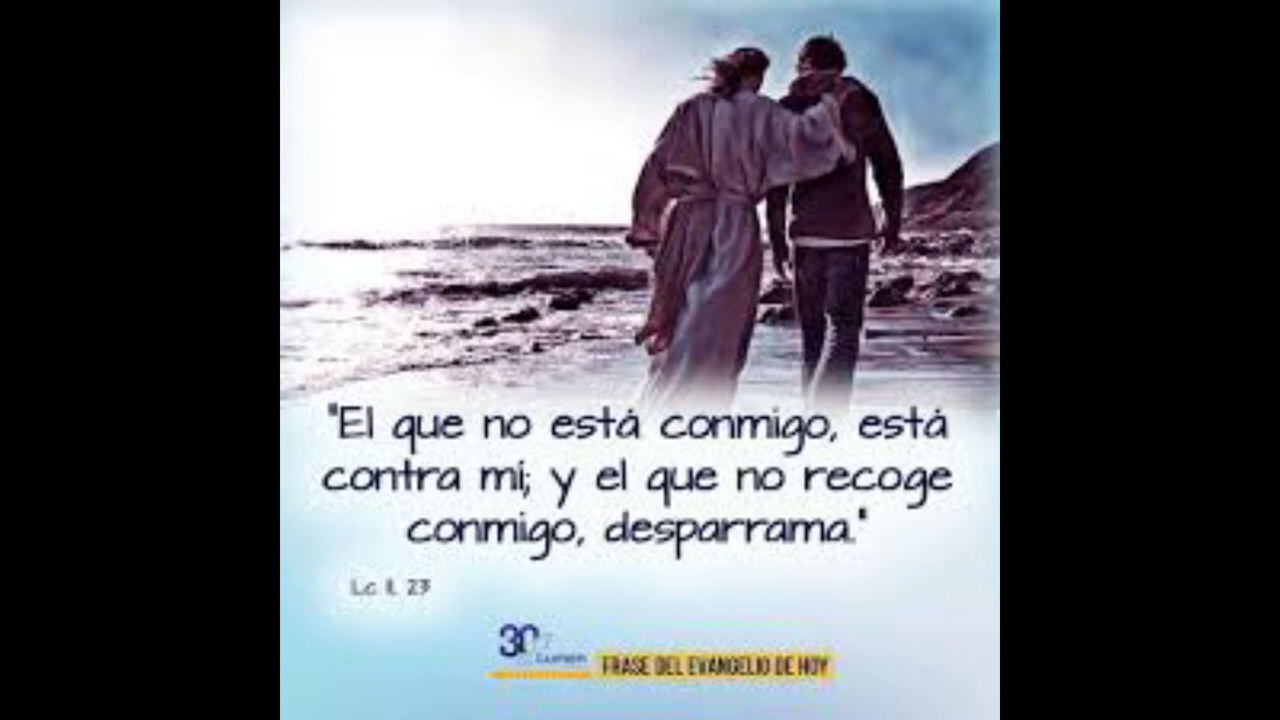 "El que no está conmigo, está
contra mí; y el que no recoge
conmigo, desparrama."
Lc 11, 23
30
Lumen
FRASE DEL EVANGELIO DE HOY